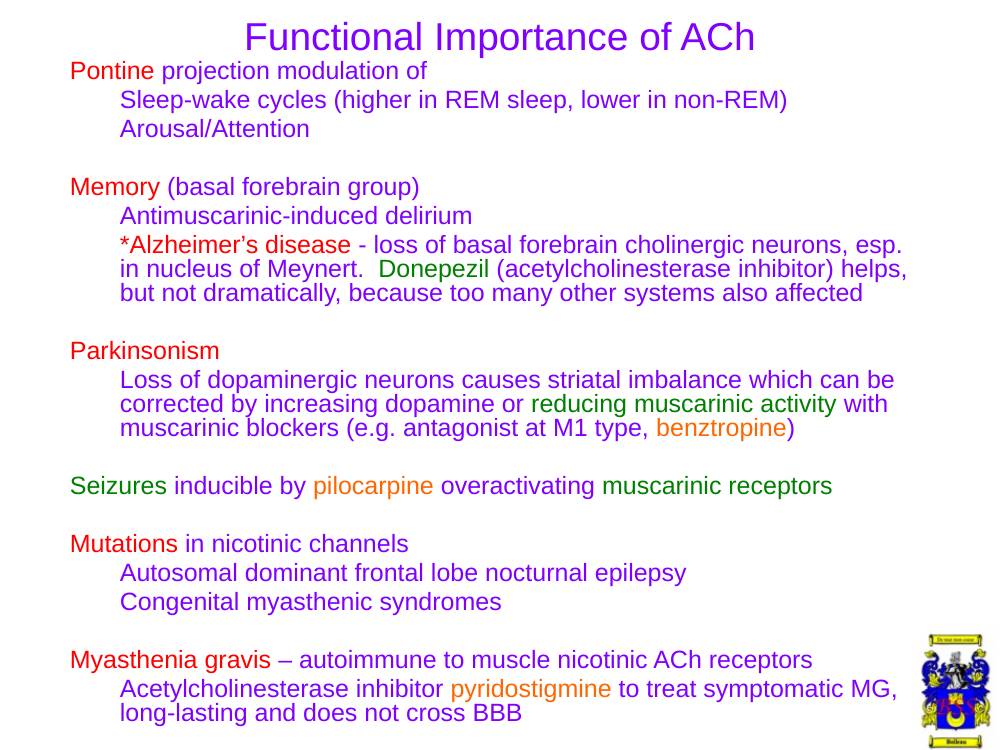 Functional Importance of ACh
Pontine projection modulation of
Sleep-wake cycles (higher in REM sleep, lower in non-REM)
Arousal/Attention
Memory (basal forebrain group)
Antimuscarinic-induced delirium
*Alzheimer’s disease - loss of basal forebrain cholinergic neurons, esp.
in nucleus of Meynert.  Donepezil (acetylcholinesterase inhibitor) helps,
but not dramatically, because too many other systems also affected
Parkinsonism
Loss of dopaminergic neurons causes striatal imbalance which can be
corrected by increasing dopamine or reducing muscarinic activity with
muscarinic blockers (e.g. antagonist at M1 type, benztropine)
Seizures inducible by pilocarpine overactivating muscarinic receptors
Mutations in nicotinic channels
Autosomal dominant frontal lobe nocturnal epilepsy
Congenital myasthenic syndromes
Myasthenia gravis – autoimmune to muscle nicotinic ACh receptors
Acetylcholinesterase inhibitor pyridostigmine to treat symptomatic MG,
long-lasting and does not cross BBB